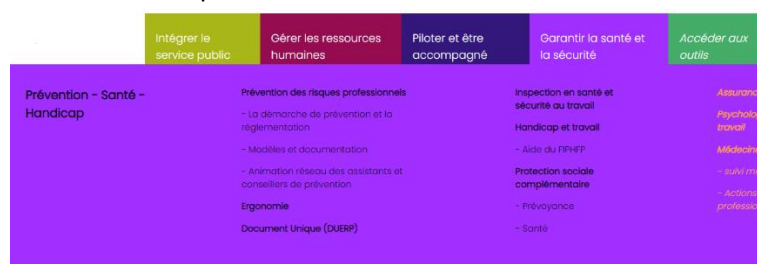 Intégrer le
service public
Gérer les ressources
humaines
Piloter et être
accompagné
Garantir la santé et
la sécurité
Accéder aux
outils
Prévention - Santé -
Handicap
Prévention des risques professionnels
- La démarche de prévention et la
réglementation
- Modèles et documentation
- Animation réseau des assistants et
conseillers de prévention
Ergonomie
Document Unique (DUERP)
Inspection en santé et
sécurité au travail
Handicap et travail
- Aide du FIPHFP
Protection sociale
complémentaire
- Prévoyance
- Santé
travail
- suivi
- Actions